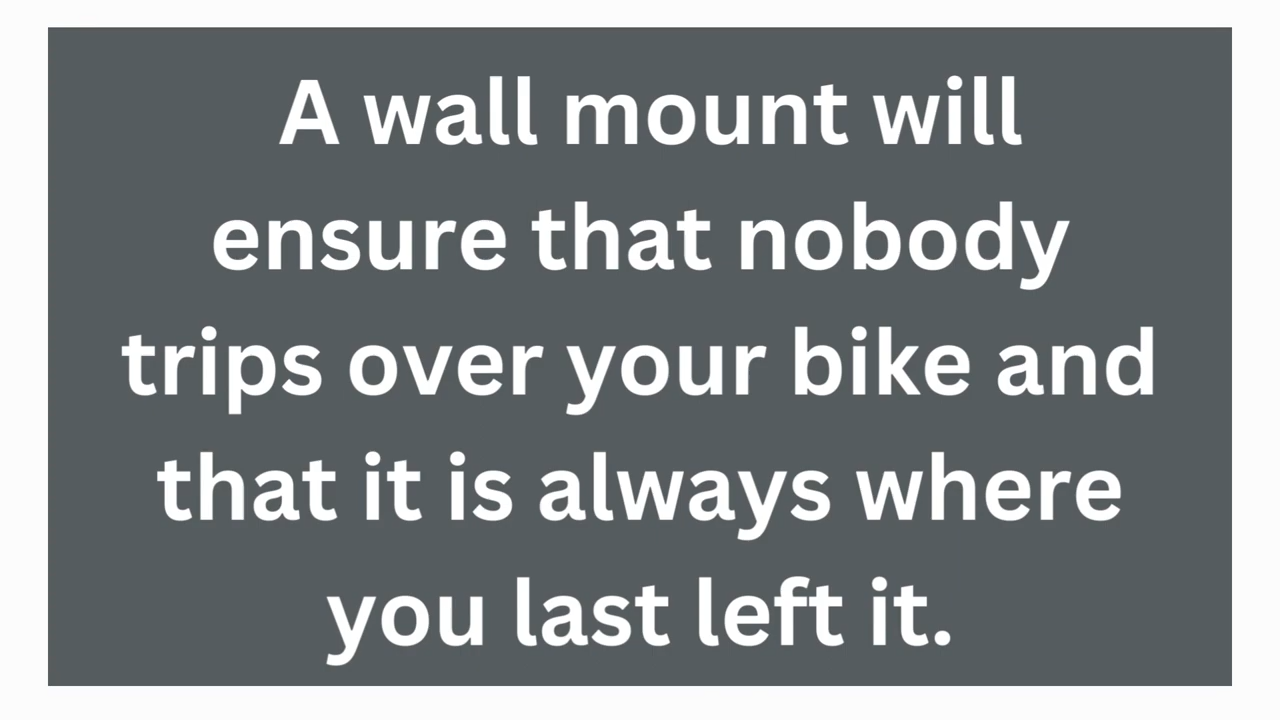 A wall mount will
ensure that nobody
trips over your bike and
that it is always where
you last left it.